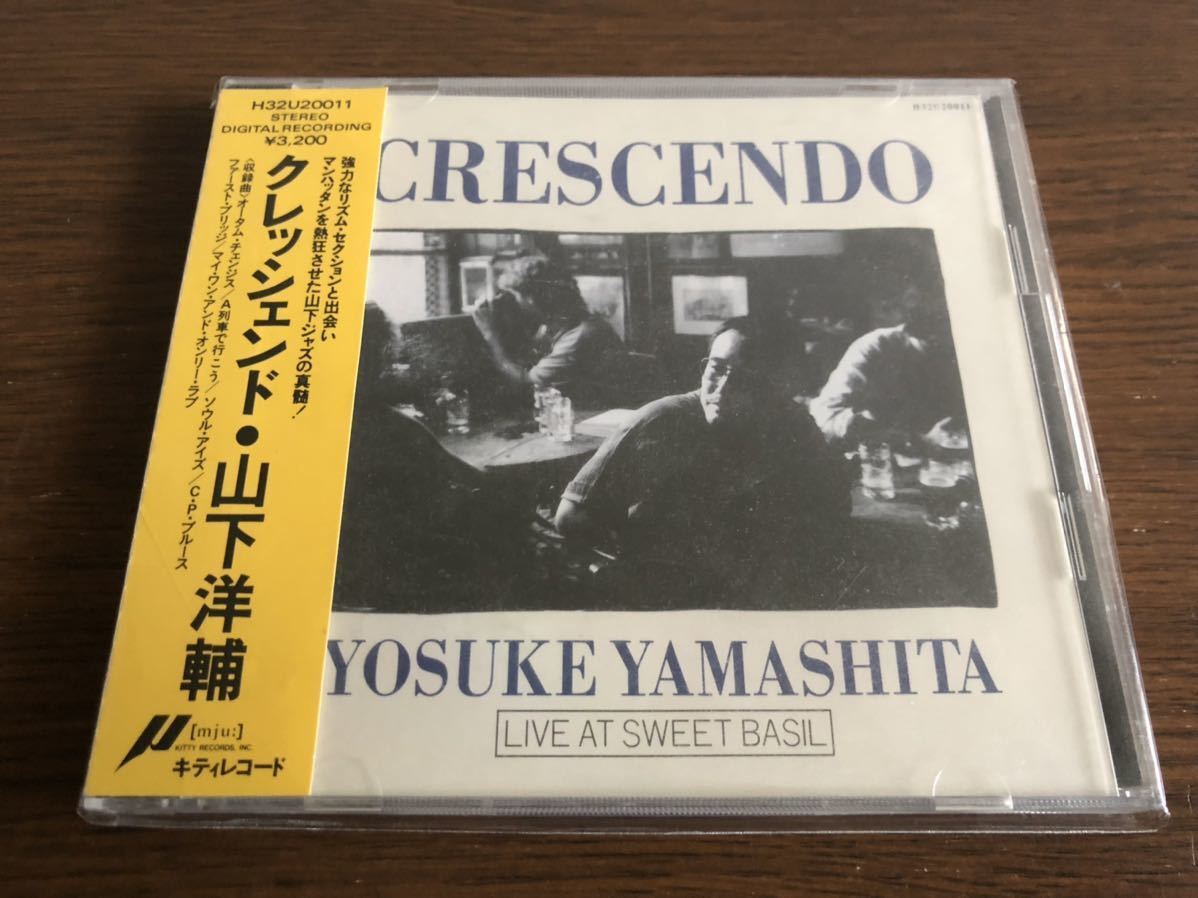 H32U20011
STEREO
DIGITAL RECORDING
¥3,200
強力なリズム・セクションと出会い
マンハッタンを熱狂させた山下ジャズの真髄!
クレッシェンド・山下洋輔
〈収録曲〉オータム・チェンジス/A列車で行こう/ソウル・アイズ/C・P・ブルース
ファースト・ブリッジ/マイ・ワン・アンド・オンリー・ラブ
[mju:]
KITTY RECORDS, INC.
キティレコード
H32U20011
CRESCENDO
YOSUKE YAMASHITA
LIVE AT SWEET BASIL